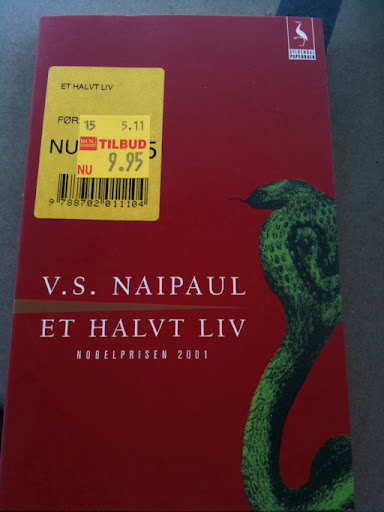 GYLDENDAL
PAPERBACK
ET HALVT LIV
FØR
15 5.11
NU
5
BOG
TILBUD
NU 9.95
9 788702 011104
V.S. NAIPAUL
ET HALVT LIV
NOBELPRISEN 2001